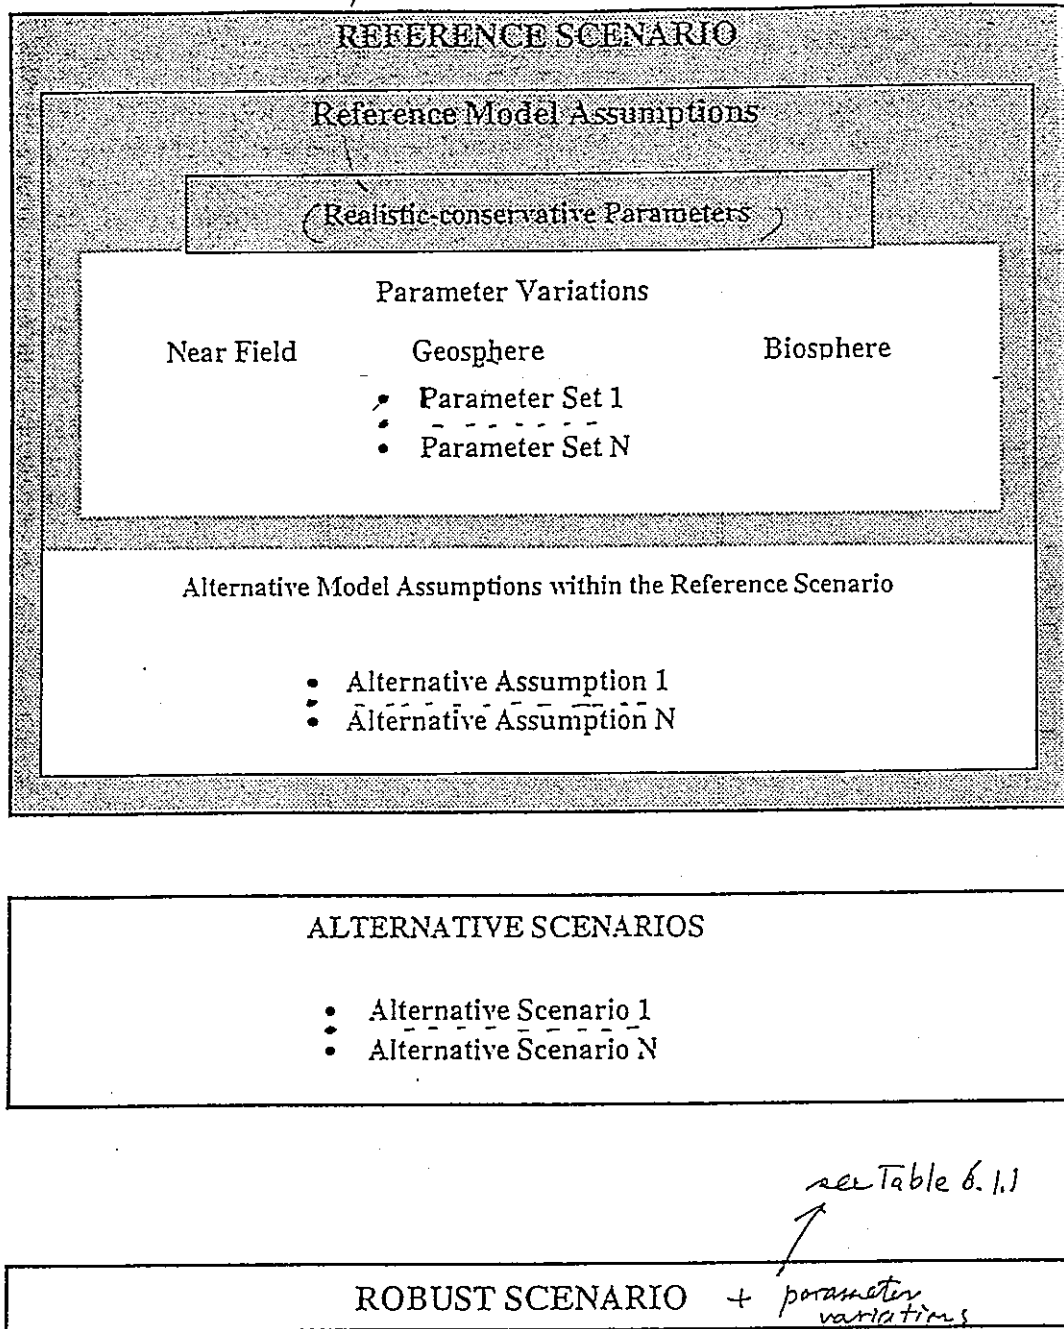 REFERENCE SCENARIO
Reference Model Assumptions
(Realistic-conservative Parameters)
Parameter Variations
Near Field Geosphere Biosphere
• Parameter Set 1
• - - - - - - -
• Parameter Set N
Alternative Model Assumptions within the Reference Scenario
• Alternative Assumption 1
• - - - - - - - - - -
• Alternative Assumption N
ALTERNATIVE SCENARIOS
• Alternative Scenario 1
• - - - - - - - - -
• Alternative Scenario N
see Table 6.1.1
ROBUST SCENARIO + parameter
variations